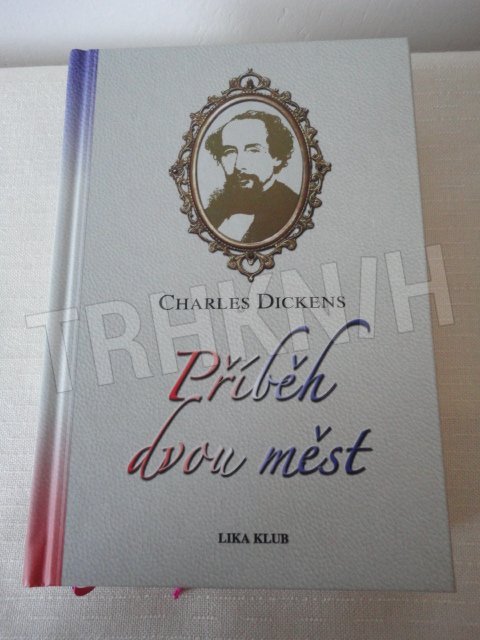 CHARLES DICKENS
TRHKNIH
Příběh
dvou měst
LIKA KLUB